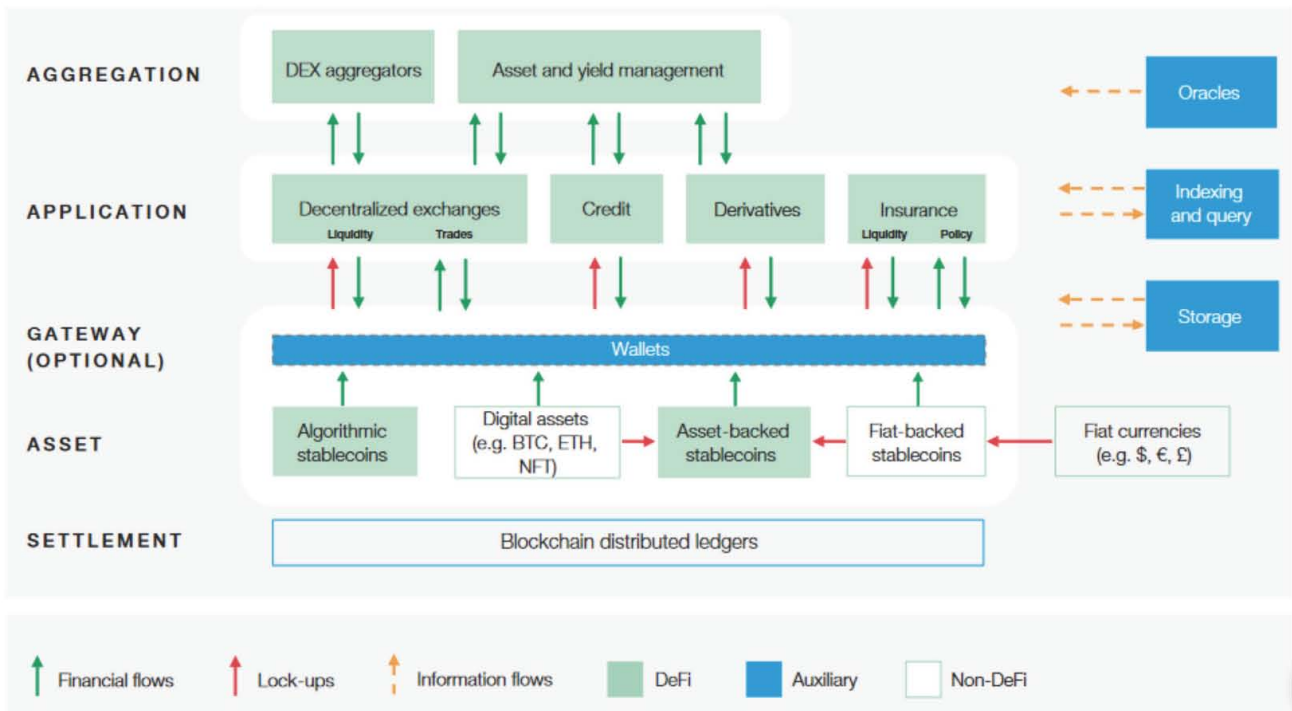 AGGREGATION
DEX aggregators
Asset and yield management
Oracles
APPLICATION
Decentralized exchanges
Liquidity
Trades
Credit
Derivatives
Insurance
Liquidity
Policy
Indexing
and query
GATEWAY
(OPTIONAL)
Wallets
Storage
ASSET
Algorithmic
stablecoins
Digital assets
(e.g. BTC, ETH,
NFT)
Asset-backed
stablecoins
Fiat-backed
stablecoins
Fiat currencies
(e.g. $, €, £)
SETTLEMENT
Blockchain distributed ledgers
Financial flows
Lock-ups
Information flows
DeFi
Auxiliary
Non-DeFi